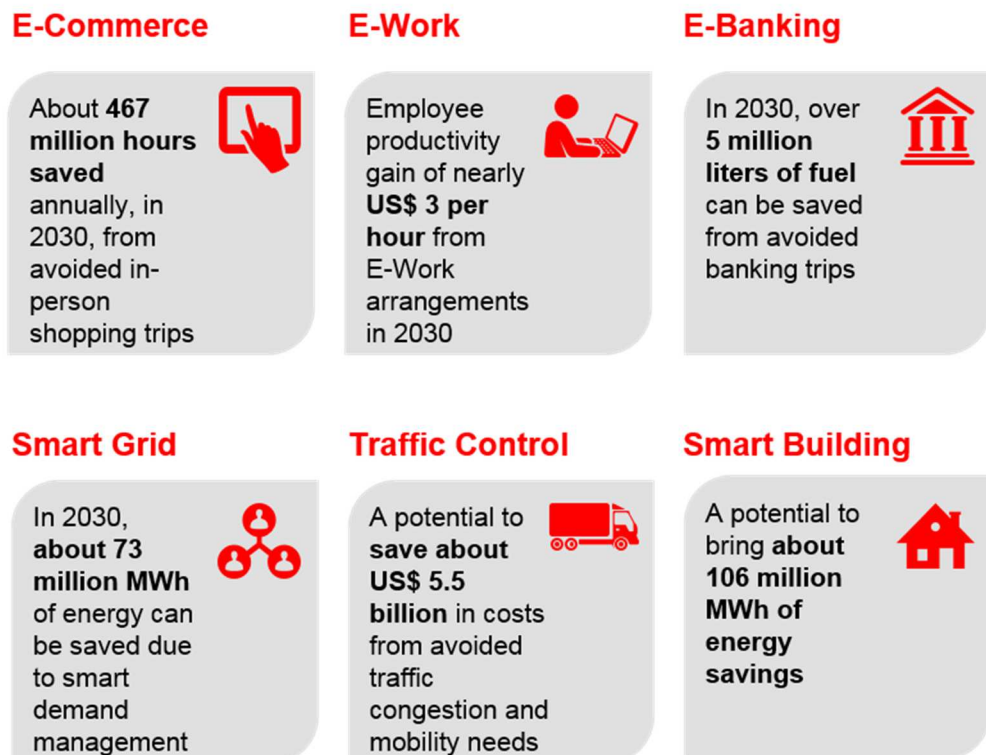 E-Commerce
About 467
million hours
saved
annually, in
2030, from
avoided in-
person
shopping trips
E-Work
Employee
productivity
gain of nearly
US$ 3 per
hour from
E-Work
arrangements
in 2030
E-Banking
In 2030, over
5 million
liters of fuel
can be saved
from avoided
banking trips
Smart Grid
In 2030,
about 73
million MWh
of energy can
be saved due
to smart
demand
management
Traffic Control
A potential to
save about
US$ 5.5
billion in costs
from avoided
traffic
congestion and
mobility needs
Smart Building
A potential to
bring about
106 million
MWh of
energy
savings